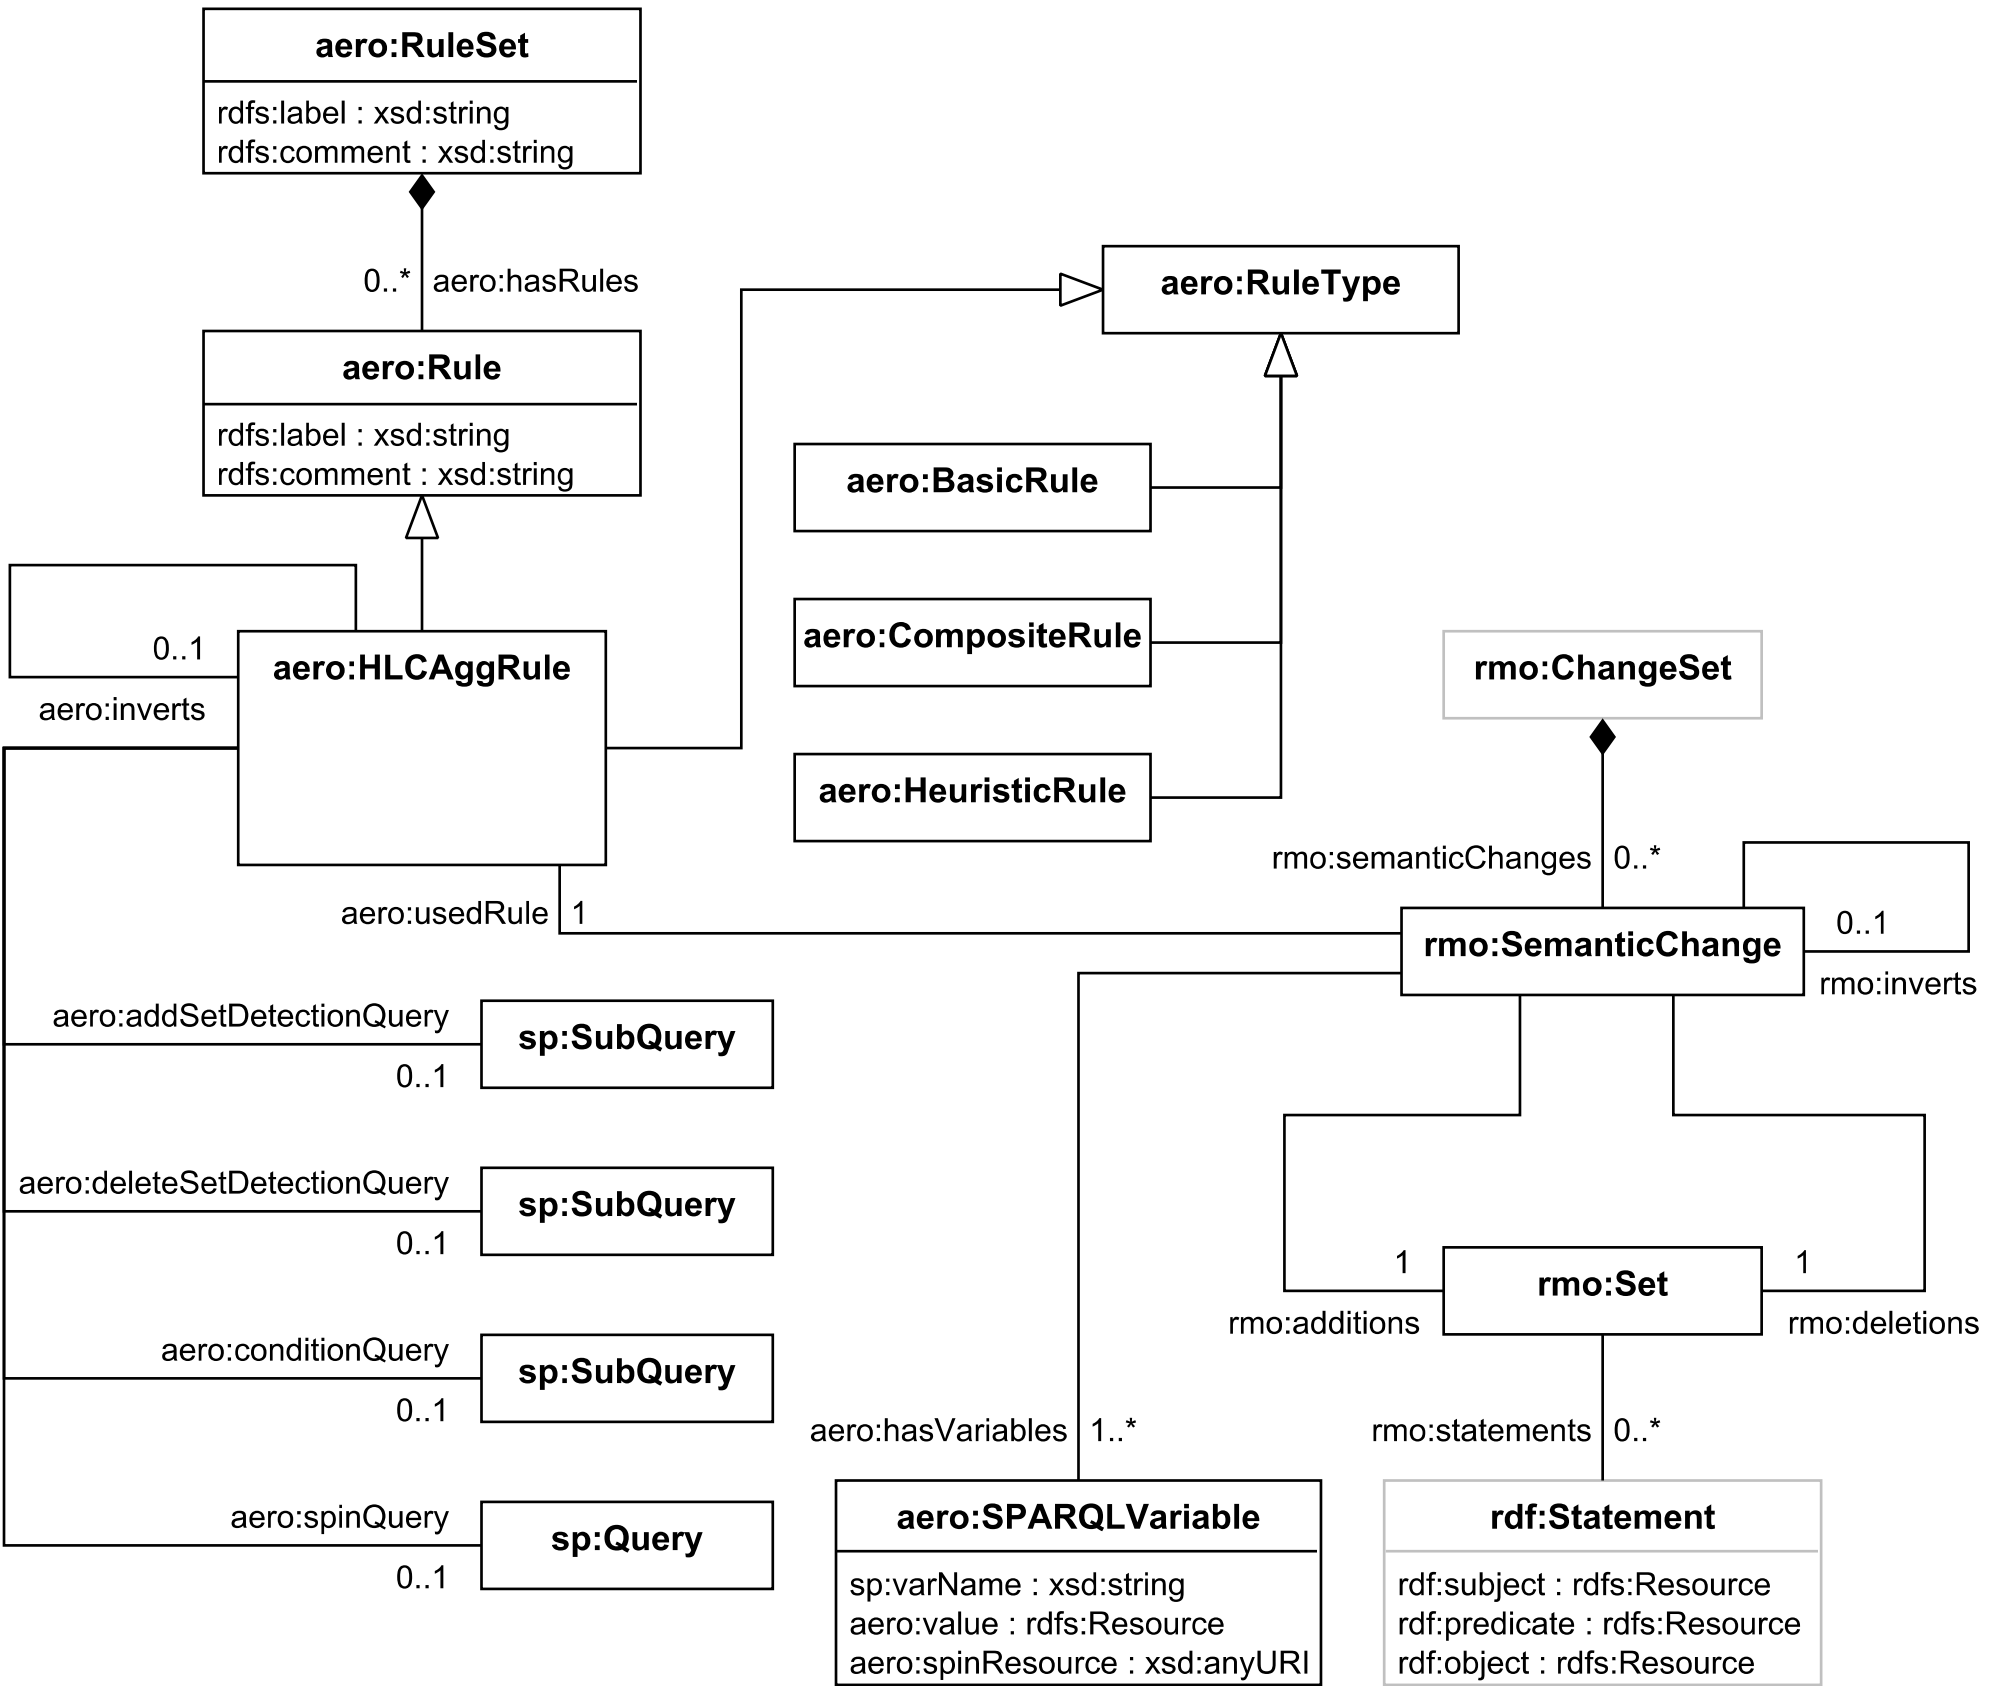 aero:RuleSet
rdfs:label : xsd:string
rdfs:comment : xsd:string
0..* aero:hasRules
aero:Rule
rdfs:label : xsd:string
rdfs:comment : xsd:string
aero:RuleType
aero:BasicRule
aero:CompositeRule
aero:HeuristicRule
0..1
aero:inverts
aero:HLCAggRule
aero:usedRule 1
rmo:ChangeSet
rmo:semanticChanges 0..*
rmo:SemanticChange
0..1
rmo:inverts
aero:addSetDetectionQuery
0..1
sp:SubQuery
aero:deleteSetDetectionQuery
0..1
sp:SubQuery
aero:conditionQuery
0..1
sp:SubQuery
aero:spinQuery
0..1
sp:Query
1
rmo:additions
rmo:Set
1
rmo:deletions
aero:hasVariables 1..*
rmo:statements 0..*
aero:SPARQLVariable
sp:varName : xsd:string
aero:value : rdfs:Resource
aero:spinResource : xsd:anyURI
rdf:Statement
rdf:subject : rdfs:Resource
rdf:predicate : rdfs:Resource
rdf:object : rdfs:Resource